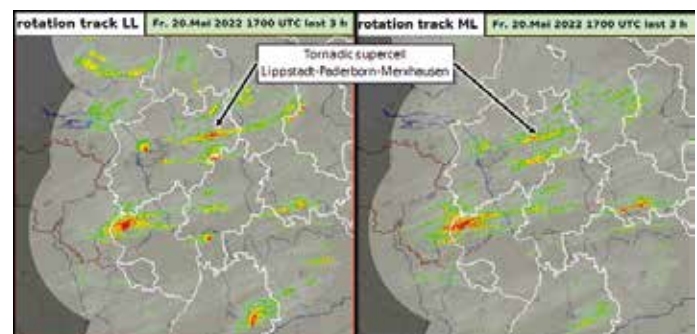 rotation track LL
Fr. 20.Mai 2022 1700 UTC last 3 h
rotation track ML
Fr. 20.Mai 2022 1700 UTC last 3 h
Tornadic supercell
Lippstadt-Paderborn-Merxhausen